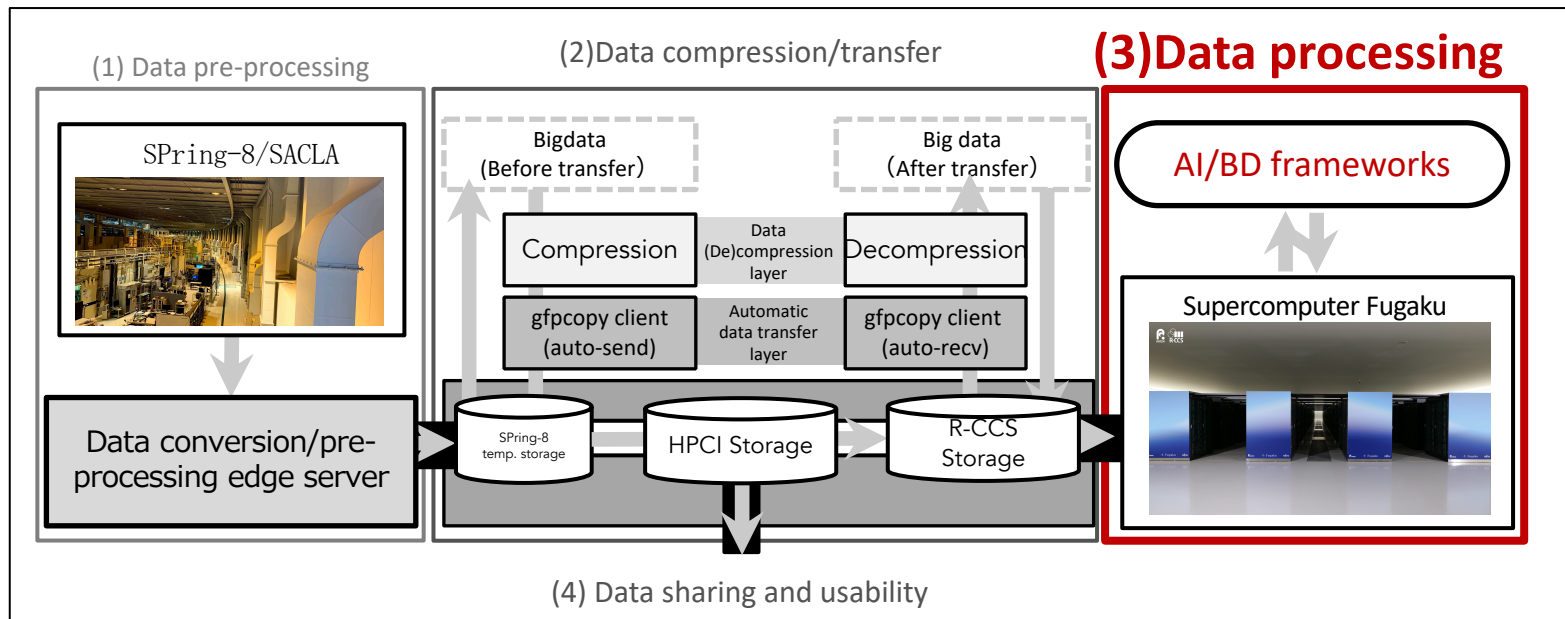 (1) Data pre-processing
(2)Data compression/transfer
(3)Data processing
SPring-8/SACLA
Bigdata
(Before transfer）
Big data
（After transfer）
AI/BD frameworks
Compression
Data
(De)compression
layer
Decompression
gfpcopy client
(auto-send)
Automatic
data transfer
layer
gfpcopy client
(auto-recv)
Supercomputer Fugaku
R-CCS
Data conversion/pre-
processing edge server
SPring-8
temp. storage
HPCI Storage
R-CCS
Storage
(4) Data sharing and usability